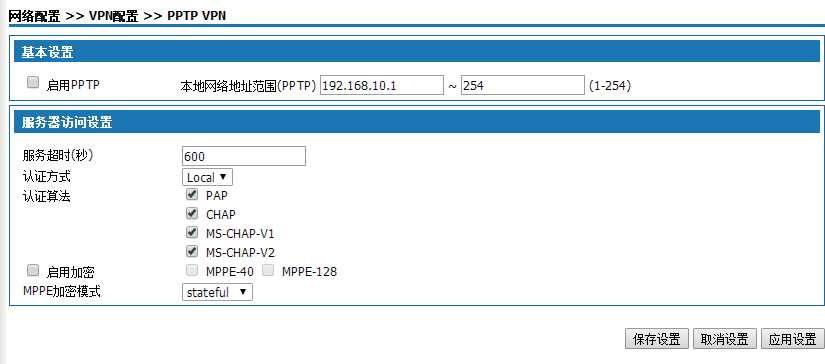 网络配置 >> VPN配置 >> PPTP VPN
基本设置
启用PPTP 本地网络地址范围(PPTP) 192.168.10.1 ~ 254 (1-254)
服务器访问设置
服务超时(秒) 600
认证方式 Local
认证算法 PAP
CHAP
MS-CHAP-V1
MS-CHAP-V2
启用加密 MPPE-40 MPPE-128
MPPE加密模式 stateful
保存设置 取消设置 应用设置